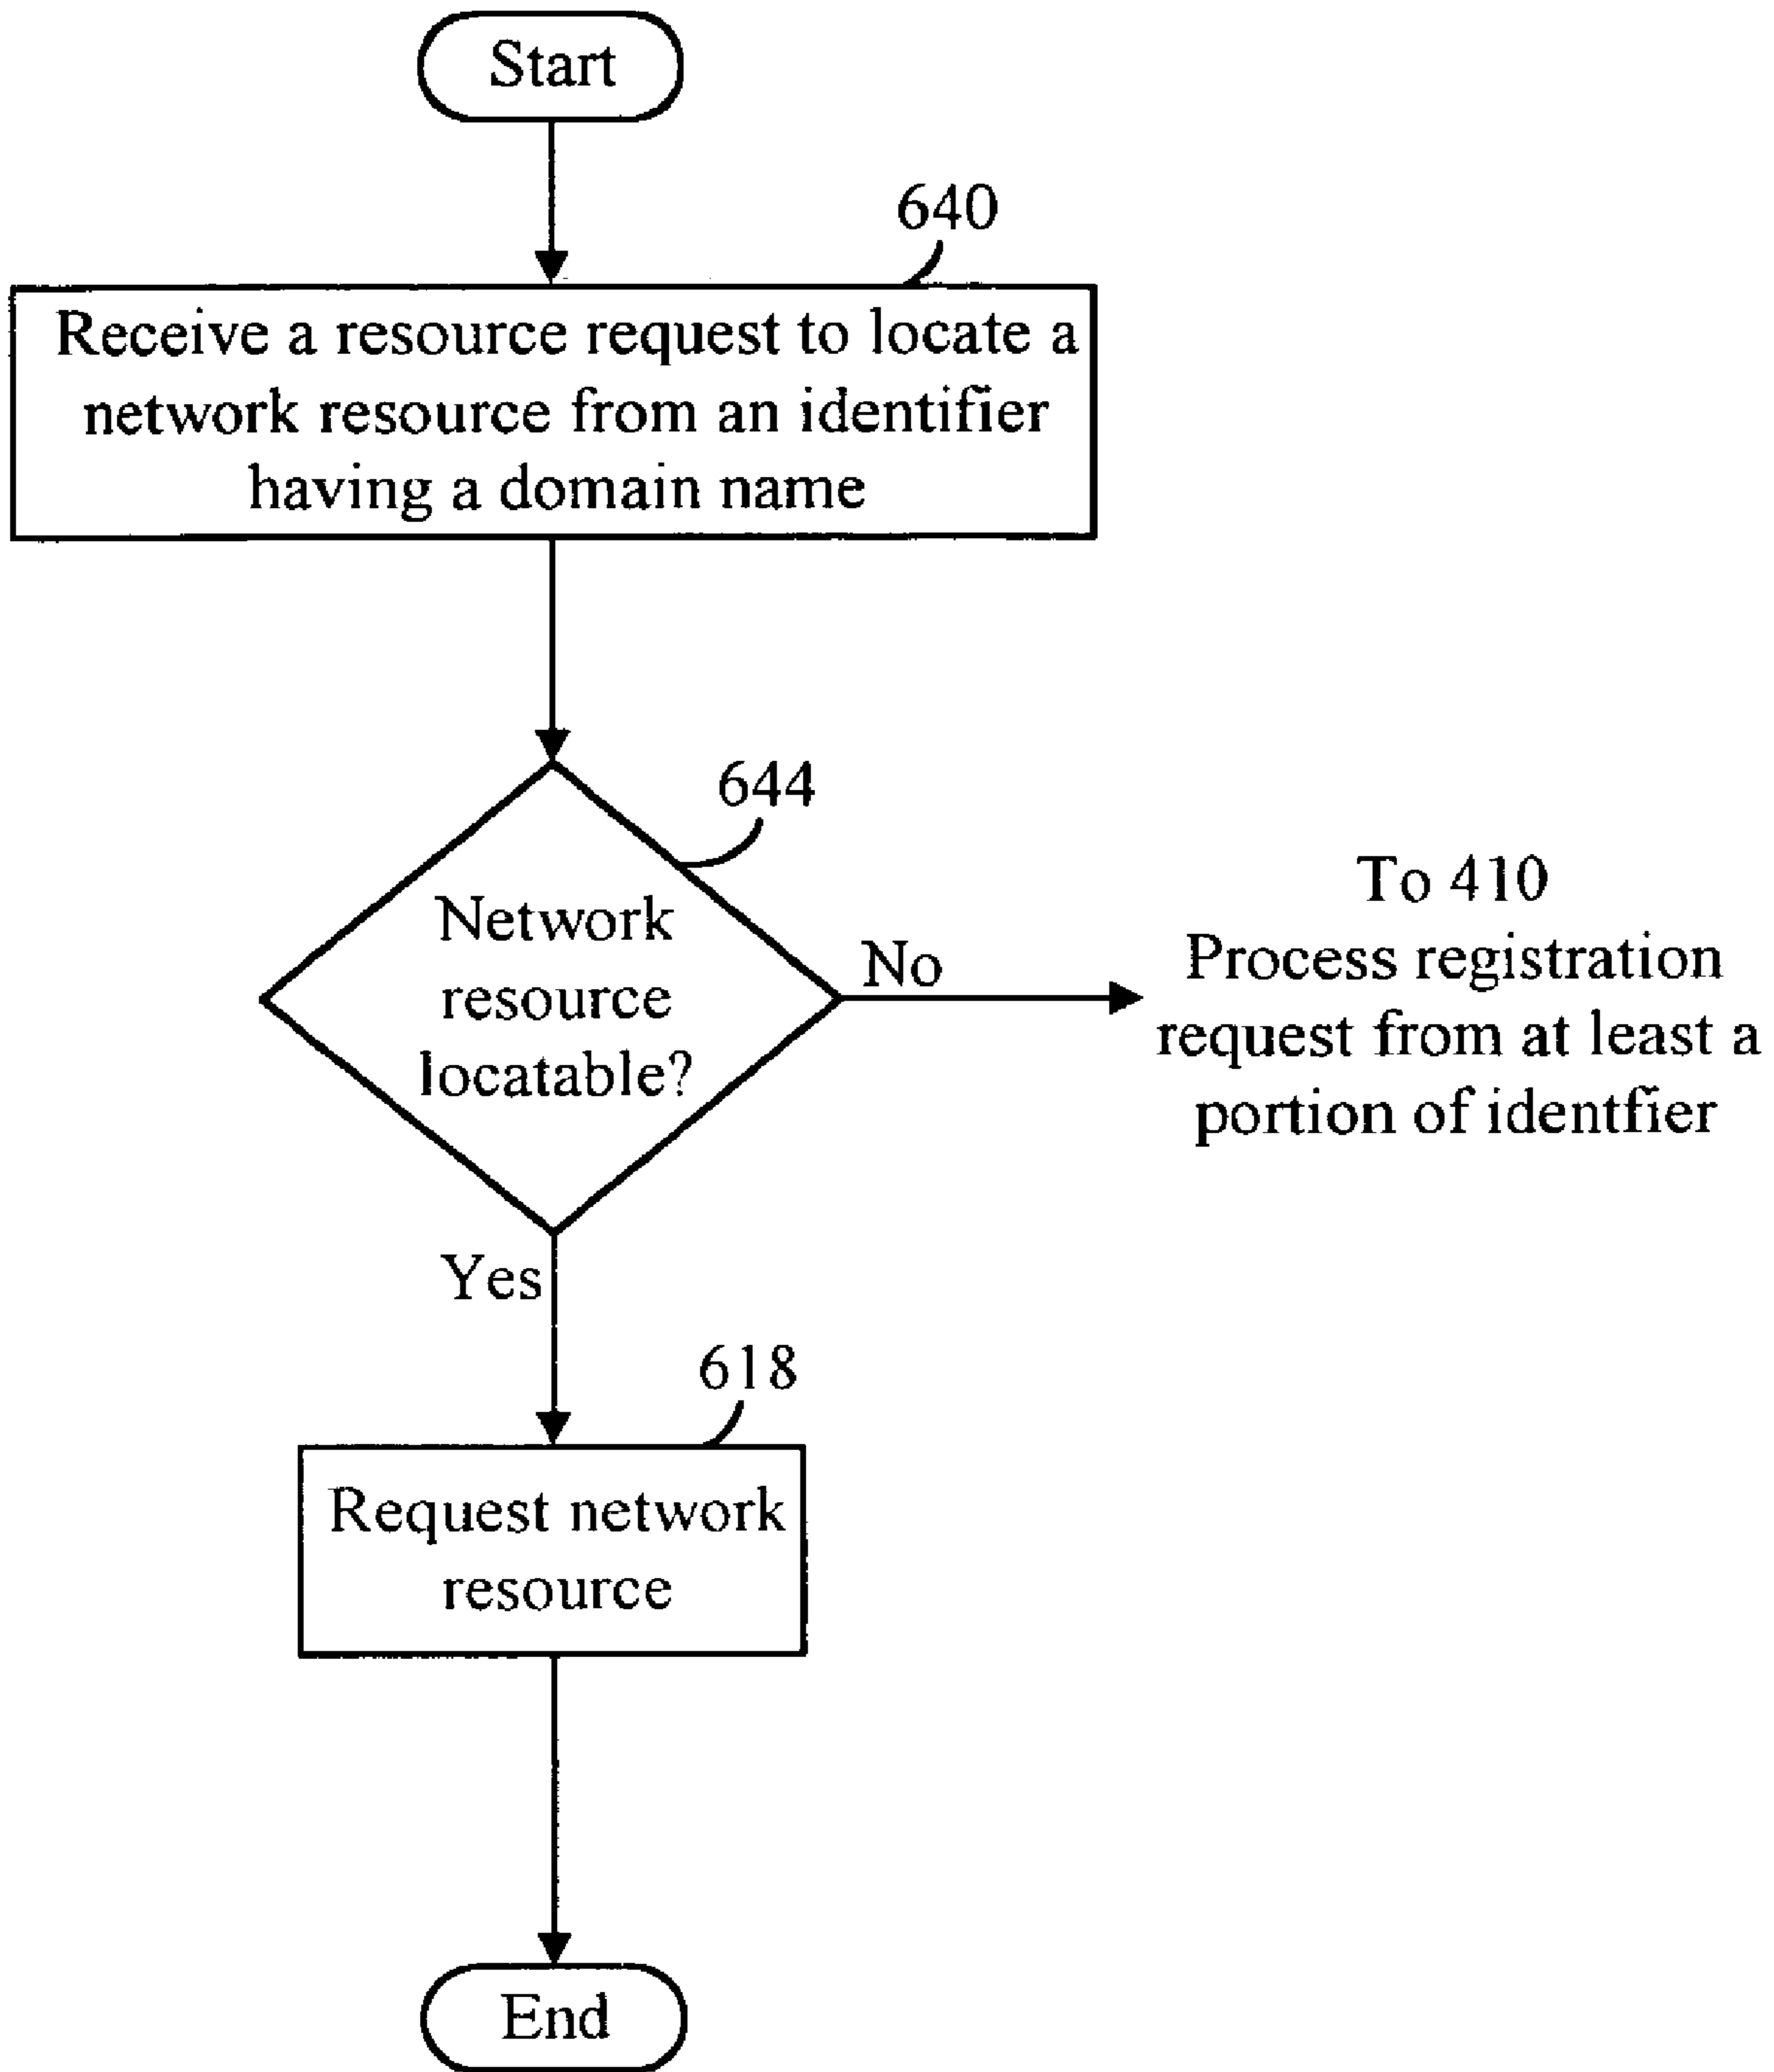 Start
640
Receive a resource request to locate a
network resource from an identifier
having a domain name
644
Network
resource
locatable?
No
To 410
Process registration
request from at least a
portion of identfier
Yes
618
Request network
resource
End